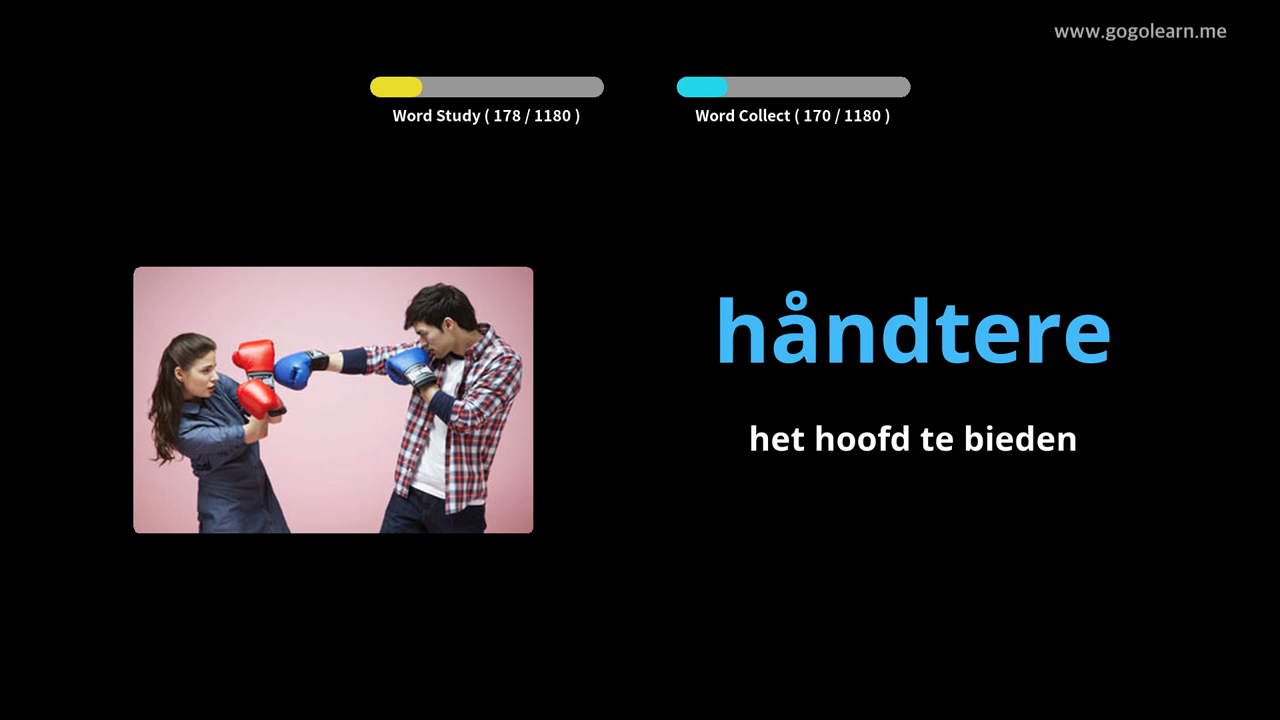 www.gogolearn.me
Word Study ( 178 / 1180 )
Word Collect ( 170 / 1180 )
håndtere
het hoofd te bieden